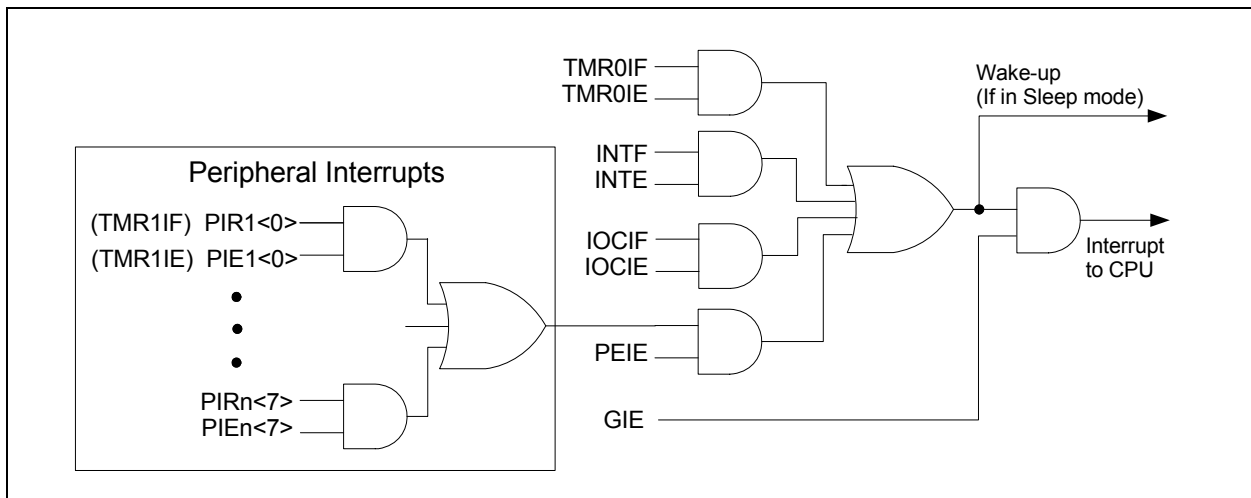 TMR0IF
TMR0IE
Wake-up
(If in Sleep mode)
INTF
INTE
Peripheral Interrupts
(TMR1IF) PIR1<0>
(TMR1IE) PIE1<0>
IOCIF
IOCIE
Interrupt
to CPU
PEIE
PIRn<7>
PIEn<7>
GIE